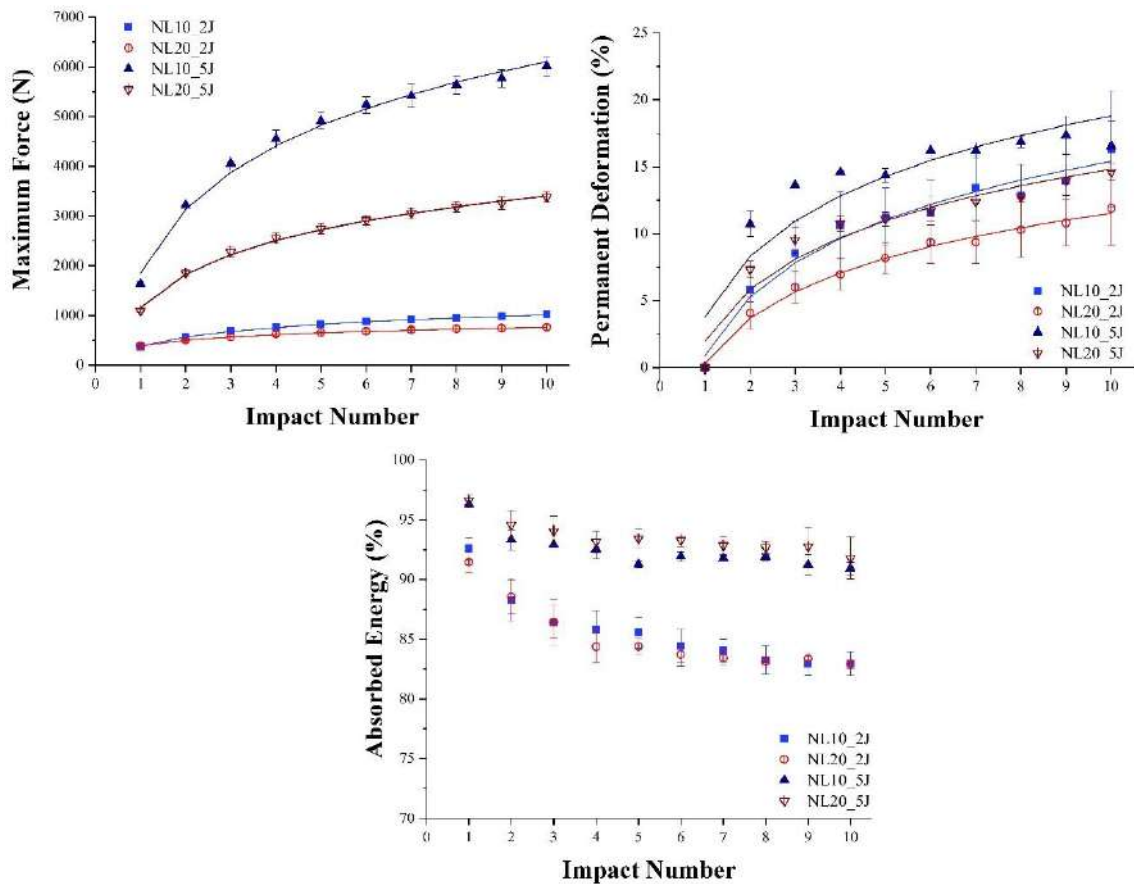 7000
6000
5000
4000
3000
2000
1000
0
Maximum Force (N)
NL10_2J
NL20_2J
NL10_5J
NL20_5J
0 1 2 3 4 5 6 7 8 9 10
Impact Number
25
20
15
10
5
0
Permanent Deformation (%)
NL10_2J
NL20_2J
NL10_5J
NL20_5J
0 1 2 3 4 5 6 7 8 9 10
Impact Number
100
95
90
85
80
75
70
Absorbed Energy (%)
NL10_2J
NL20_2J
NL10_5J
NL20_5J
0 1 2 3 4 5 6 7 8 9 10
Impact Number